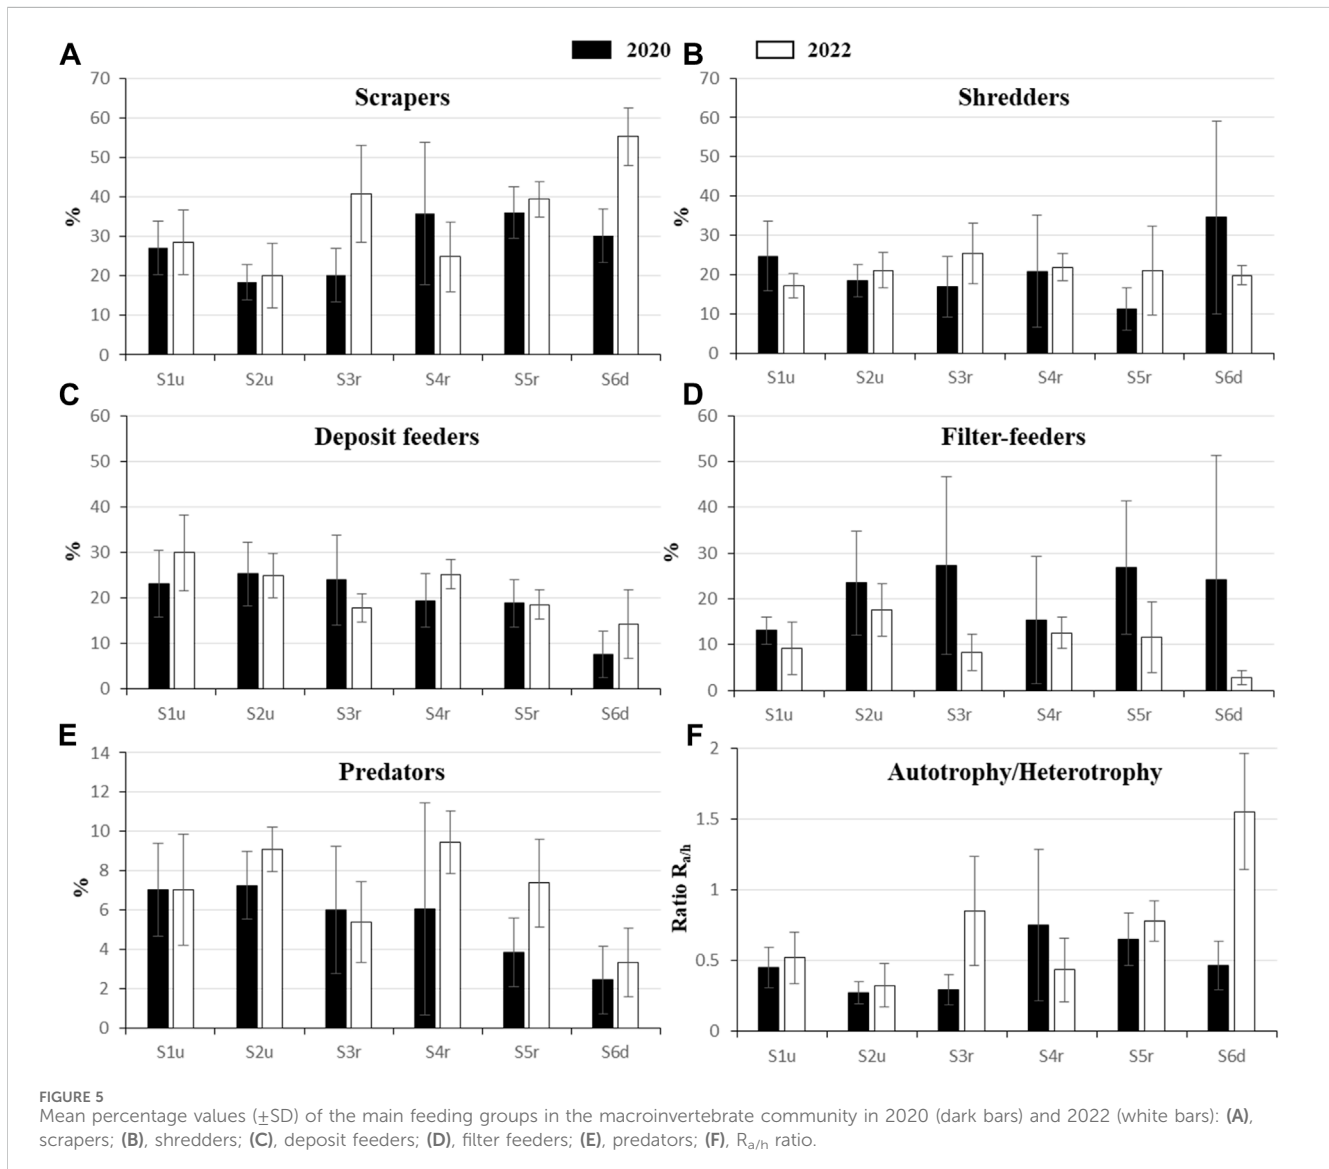 A
2020
2022
B
Scrapers
%
70
60
50
40
30
20
10
0
S1u S2u S3r S4r S5r S6d
Shredders
%
70
60
50
40
30
20
10
0
S1u S2u S3r S4r S5r S6d
C
Deposit feeders
%
60
50
40
30
20
10
0
S1u S2u S3r S4r S5r S6d
D
Filter-feeders
%
60
50
40
30
20
10
0
S1u S2u S3r S4r S5r S6d
E
Predators
%
14
12
10
8
6
4
2
0
S1u S2u S3r S4r S5r S6d
F
Autotrophy/Heterotrophy
Ratio Ra/h
2
1.5
1
0.5
0
S1u S2u S3r S4r S5r S6d
FIGURE 5
Mean percentage values (±SD) of the main feeding groups in the macroinvertebrate community in 2020 (dark bars) and 2022 (white bars): (A),
scrapers; (B), shredders; (C), deposit feeders; (D), filter feeders; (E), predators; (F), Ra/h ratio.